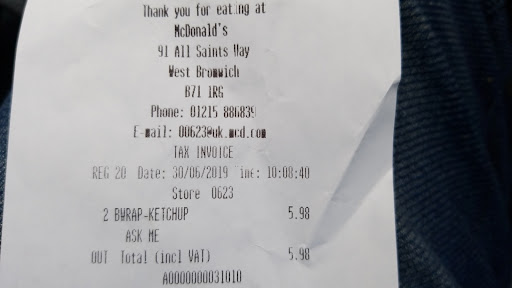 Thank you for eating at
McDonald's
91 All Saints Way
West Bromwich
B71 1RG
Phone: 01215 886839
E-mail: 00623@uk.mcd.com
TAX INVOICE
REG 20 Date: 30/06/2019 Time: 10:08:40
Store 0623
2 BWRAP-KETCHUP 5.98
ASK ME
OUT Total (incl VAT) 5.98
A0000000031010